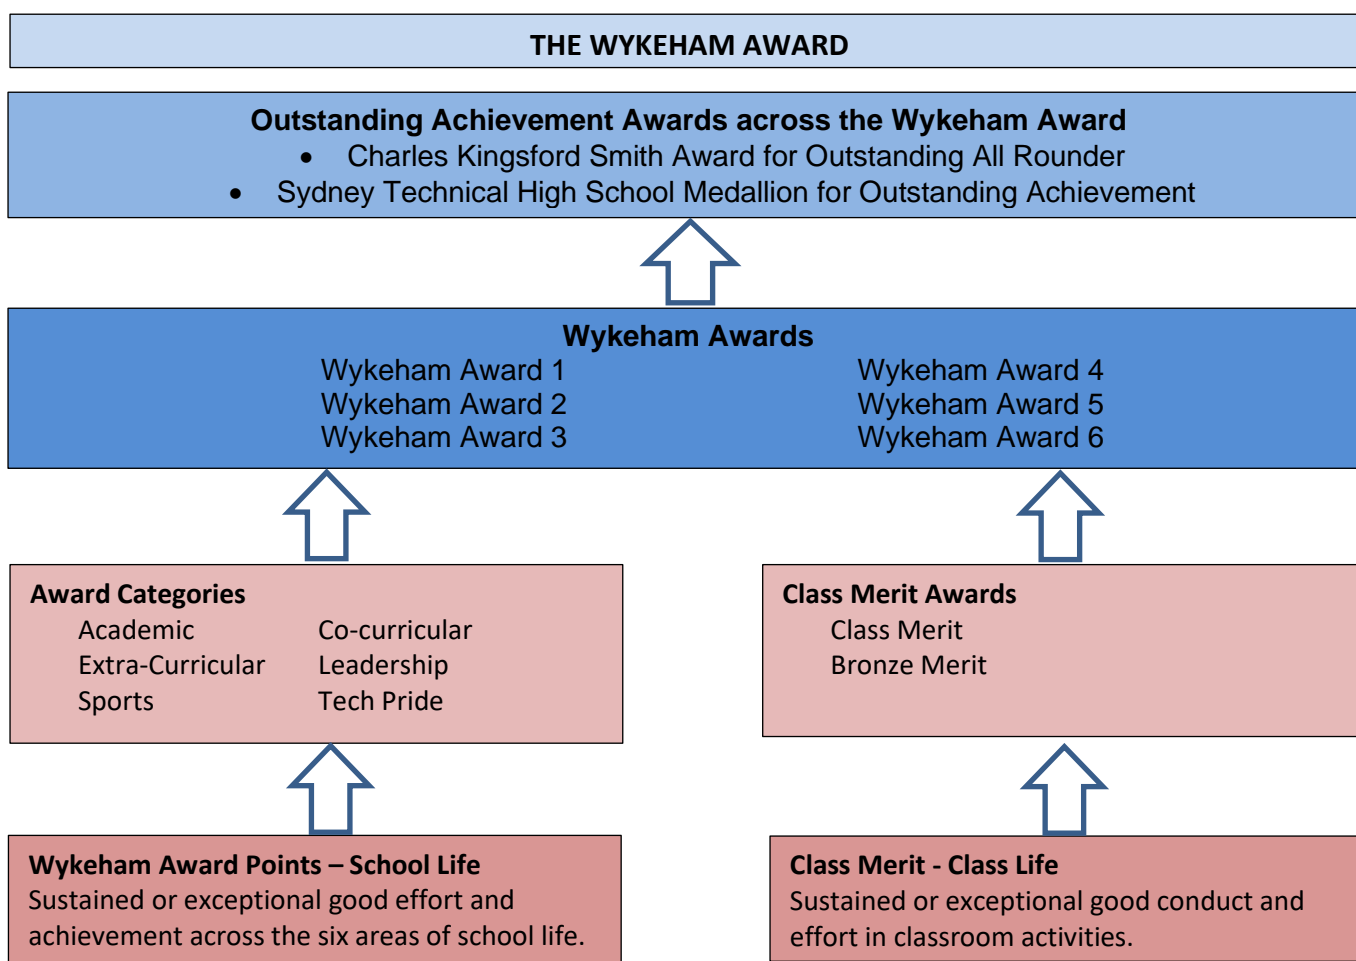 THE WYKEHAM AWARD
Outstanding Achievement Awards across the Wykeham Award
• Charles Kingsford Smith Award for Outstanding All Rounder
• Sydney Technical High School Medallion for Outstanding Achievement
Wykeham Awards
Wykeham Award 1
Wykeham Award 2
Wykeham Award 3
Wykeham Award 4
Wykeham Award 5
Wykeham Award 6
Award Categories
Academic
Extra-Curricular
Sports
Co-curricular
Leadership
Tech Pride
Class Merit Awards
Class Merit
Bronze Merit
Wykeham Award Points – School Life
Sustained or exceptional good effort and
achievement across the six areas of school life.
Class Merit - Class Life
Sustained or exceptional good conduct and
effort in classroom activities.